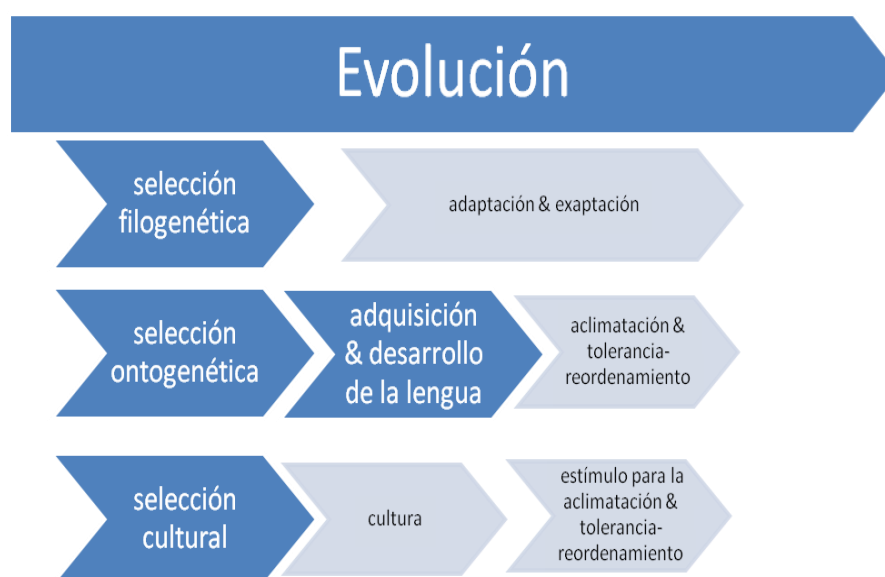 Evolución
selección
filogenética
adaptación & exaptación
selección
ontogenética
adquisición
& desarrollo
de la lengua
aclimatación &
tolerancia-
reordenamiento
selección
cultural
cultura
estímulo para la
aclimatación &
tolerancia-
reordenamiento